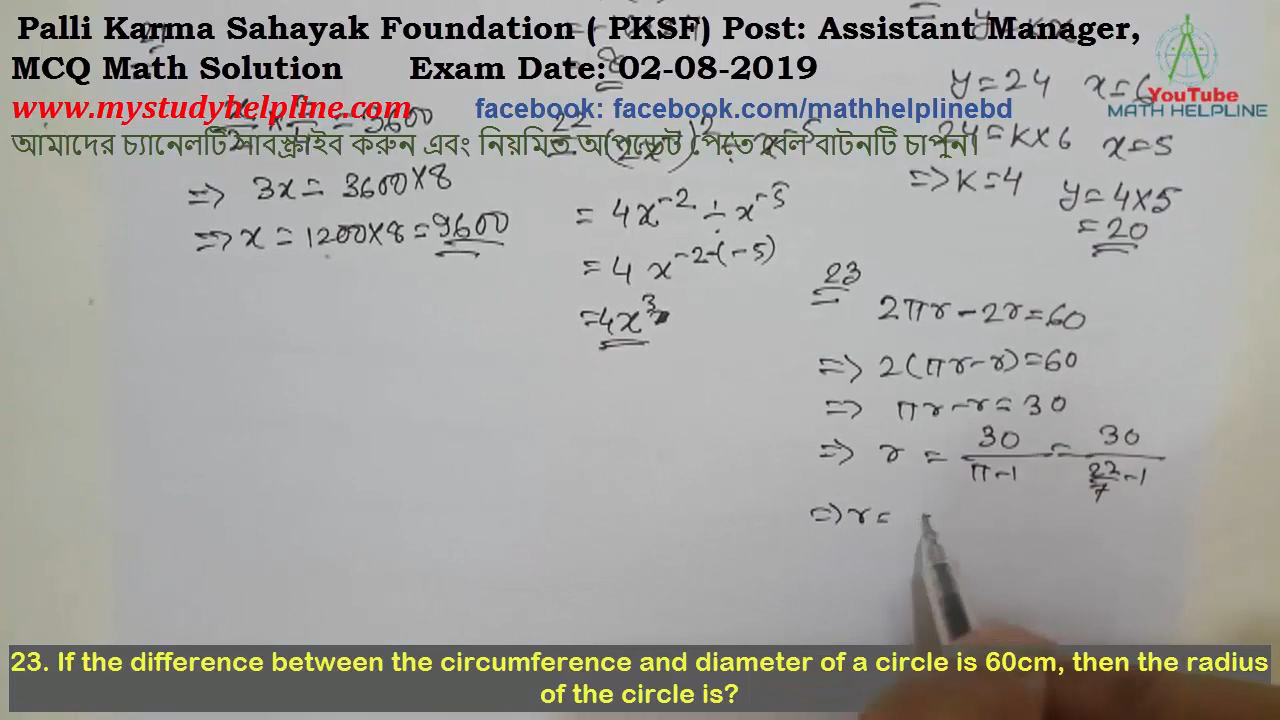 Palli Karma Sahayak Foundation ( PKSF) Post: Assistant Manager,
MCQ Math Solution Exam Date: 02-08-2019
www.mystudyhelpline.com facebook: facebook.com/mathhelplinebd
আমাদের চ্যানেলটি সাবস্ক্রাইব করুন এবং নিয়মিত আপডেট পেতে বেল বাটনটি চাপুন।
YouTube
MATH HELPLINE
= 3600
=> 3x = 3600×8
=> x = 1200×8 = 9600
22
= 4x⁻² ÷ x⁻⁵
= 4 x⁻²⁻⁽⁻⁵⁾
= 4x³
y = 24 x = 6
24 = K×6 x = 5
=> K = 4 y = 4×5
= 20
23
2πr - 2r = 60
=> 2(πr - r) = 60
=> πr - r = 30
=> r = 30/(π-1) = 30/(22/7 - 1)
=> r =
23. If the difference between the circumference and diameter of a circle is 60cm, then the radius
of the circle is?